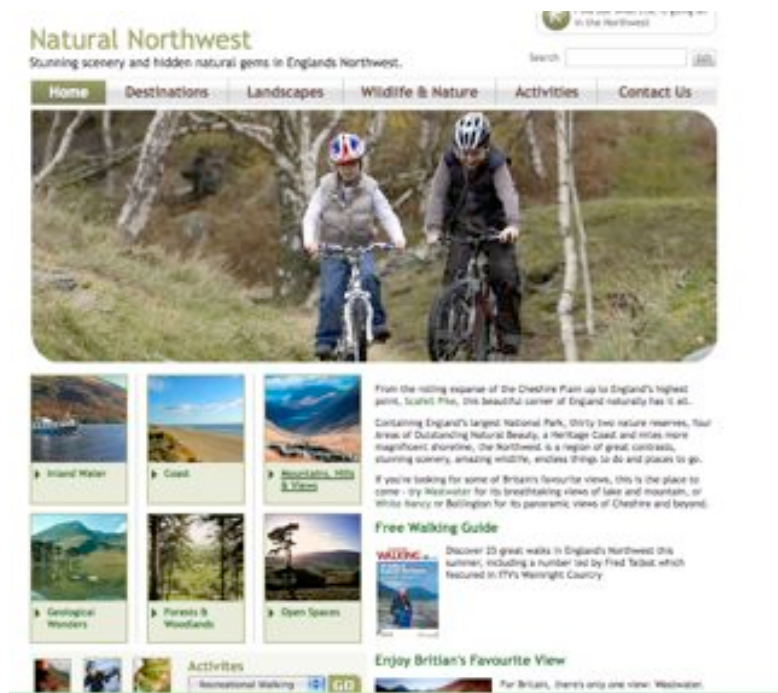 in the Northwest
Natural Northwest
Stunning scenery and hidden natural gems in Englands Northwest.
Search
GO
Home
Destinations
Landscapes
Wildlife & Nature
Activities
Contact Us
From the rolling expanse of the Cheshire Plain up to England's highest
point, Scafell Pike, this beautiful corner of England naturally has it all.
Containing England's largest National Park, thirty two nature reserves, four
Areas of Outstanding Natural Beauty, a Heritage Coast and miles more
magnificent shoreline, the Northwest is a region of great contrasts,
stunning scenery, amazing wildlife, endless things to do and places to go.
If you're looking for some of Britain's favourite views, this is the place to
come - try Wastwater for its breathtaking views of lake and mountain, or
White Nancy or Bollington for its panoramic views of Cheshire and beyond.
Inland Water
Coast
Mountains, Hills
& Views
Geological
Wonders
Forests &
Woodlands
Open Spaces
Free Walking Guide
WALKING
Discover 25 great walks in England's Northwest this
summer, including a number led by Fred Talbot which
featured in ITV's Wainright Country
Activites
Recreational Walking
GO
Enjoy Britian's Favourite View
For Britain, there's only one view: Wastwater.